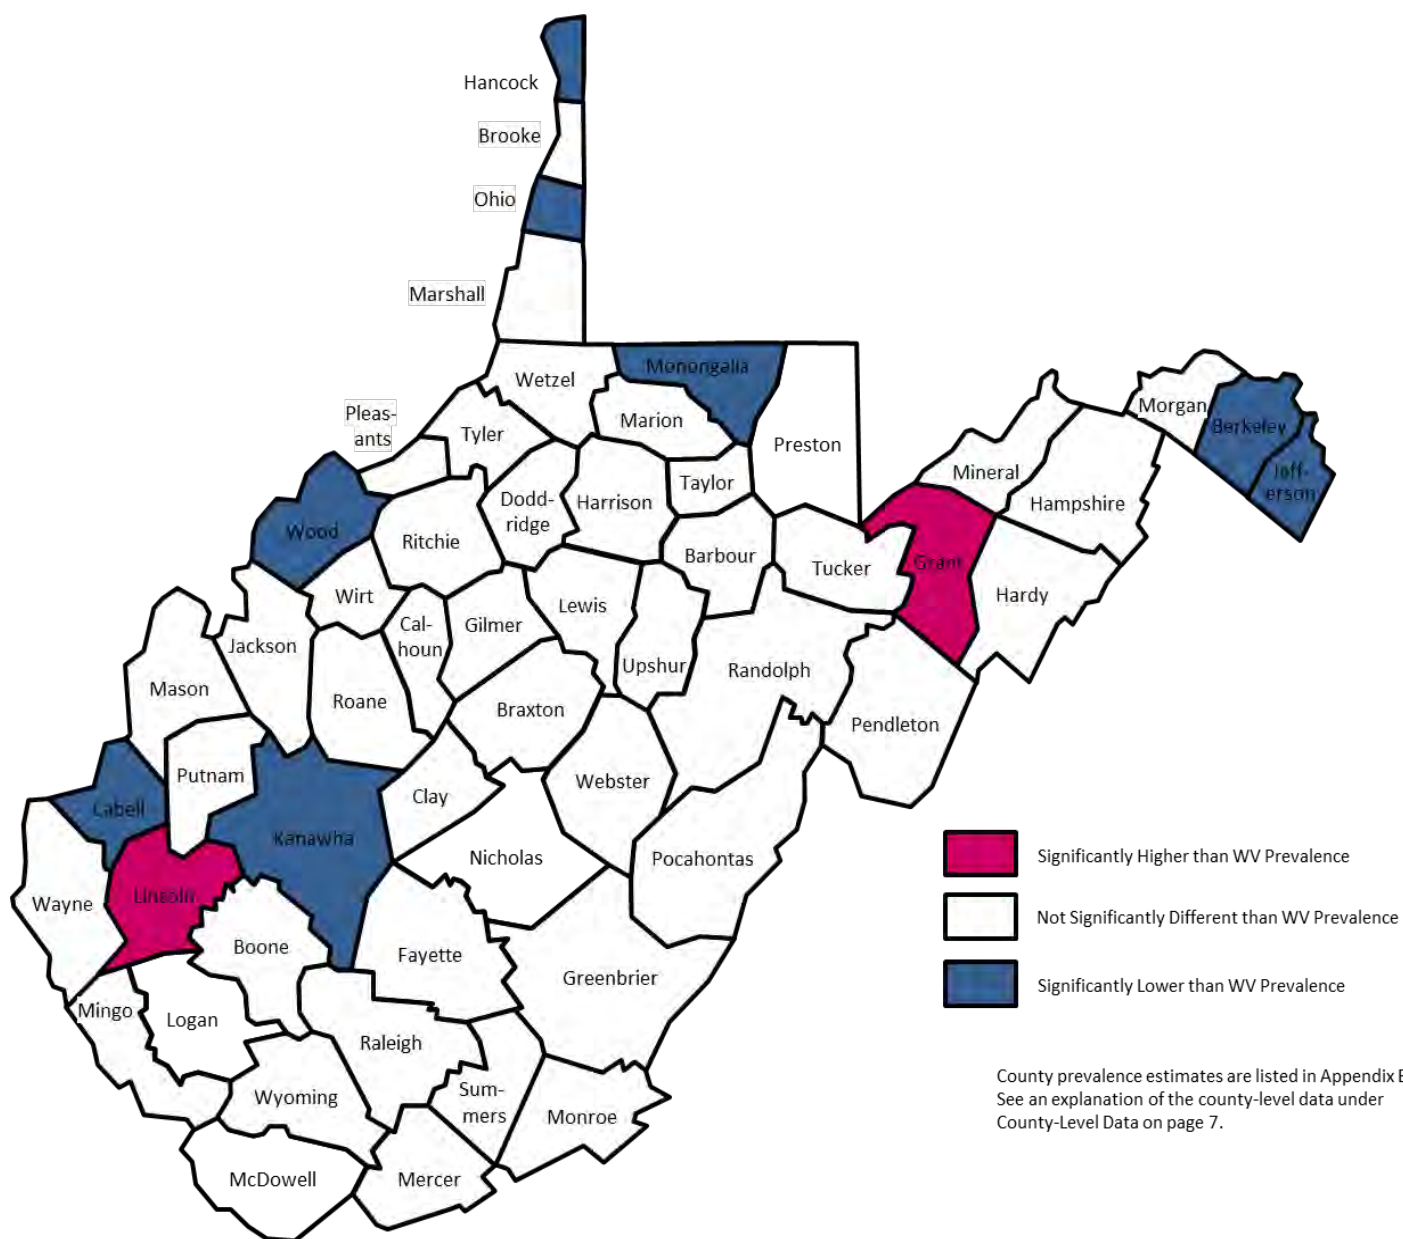 Hancock
Brooke
Ohio
Marshall
Wetzel
Monongalia
Marion
Preston
Pleas-
ants
Tyler
Morgan
Berkeley
Jeff-
erson
Mineral
Hampshire
Wood
Ritchie
Dodd-
ridge
Harrison
Taylor
Barbour
Tucker
Grant
Hardy
Wirt
Cal-
houn
Gilmer
Lewis
Upshur
Randolph
Jackson
Mason
Roane
Braxton
Pendleton
Putnam
Cabell
Kanawha
Clay
Webster
Nicholas
Pocahontas
Wayne
Lincoln
Boone
Fayette
Greenbrier
Mingo
Logan
Raleigh
Wyoming
Sum-
mers
Monroe
McDowell
Mercer
Significantly Higher than WV Prevalence
Not Significantly Different than WV Prevalence
Significantly Lower than WV Prevalence
County prevalence estimates are listed in Appendix
See an explanation of the county-level data under
County-Level Data on page 7.